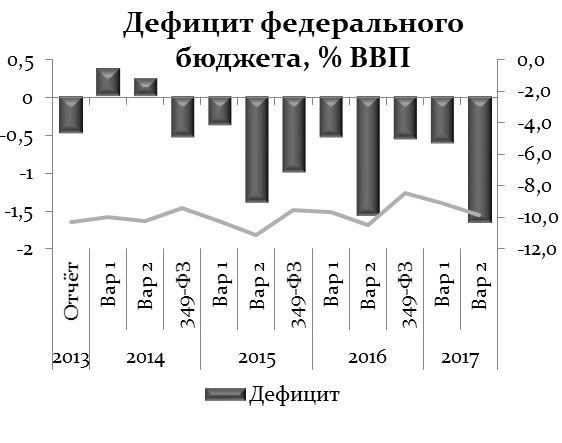 Дефицит федерального
бюджета, % ВВП
0,5
0
-0,5
-1
-1,5
-2
0,0
-2,0
-4,0
-6,0
-8,0
-10,0
-12,0
Отчёт
Вар 1
Вар 2
349-ФЗ
Вар 1
Вар 2
349-ФЗ
Вар 1
Вар 2
349-ФЗ
Вар 1
Вар 2
2013
2014
2015
2016
2017
Дефицит